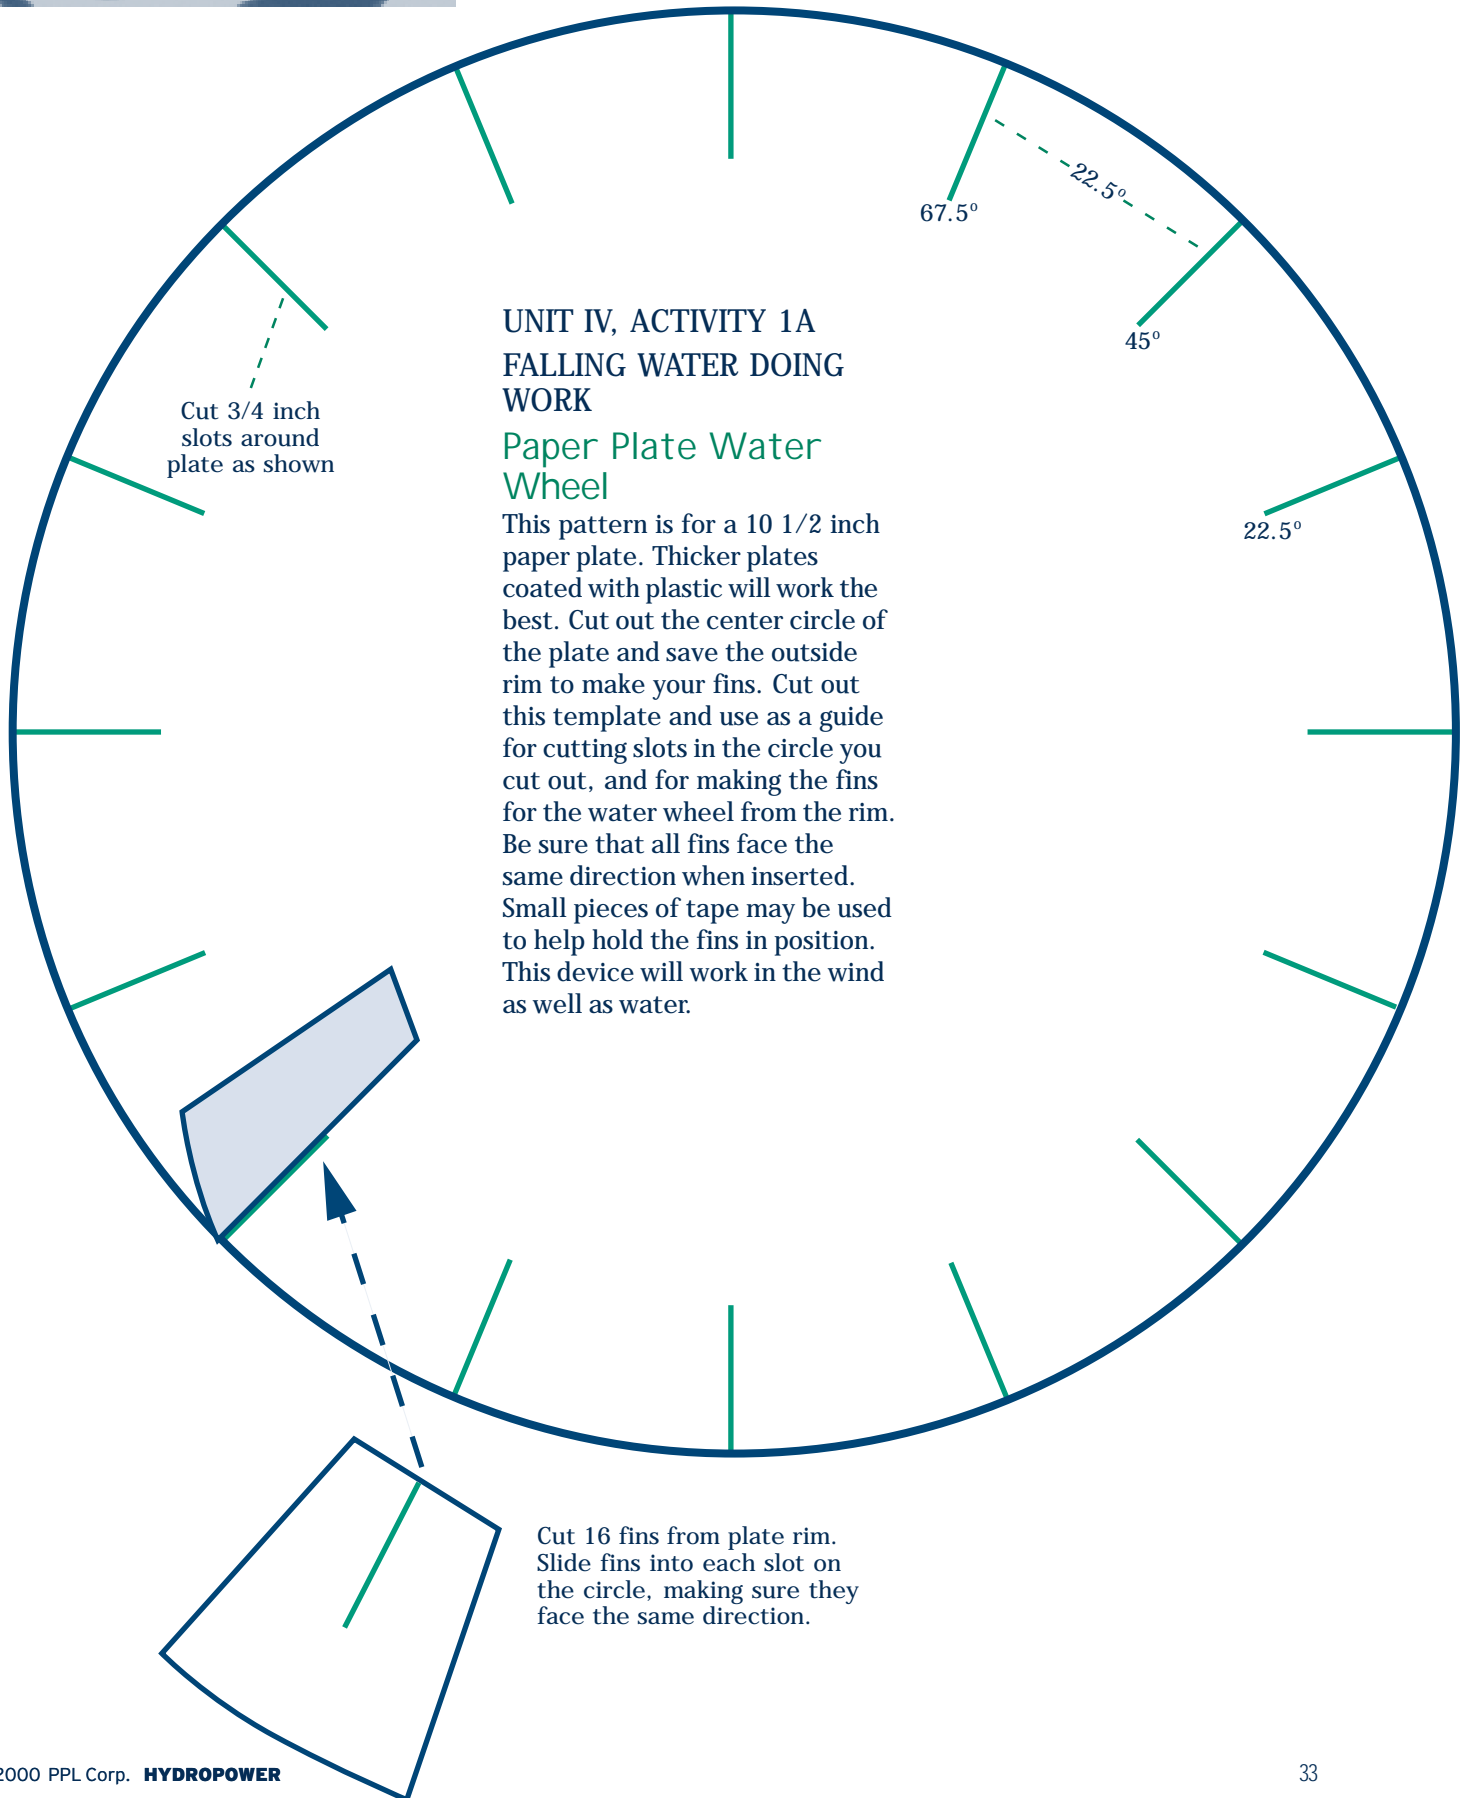 22.5º
67.5º
45º
22.5º
Cut 3/4 inch
slots around
plate as shown
UNIT IV, ACTIVITY 1A
FALLING WATER DOING
WORK
Paper Plate Water
Wheel
This pattern is for a 10 1/2 inch
paper plate. Thicker plates
coated with plastic will work the
best. Cut out the center circle of
the plate and save the outside
rim to make your fins. Cut out
this template and use as a guide
for cutting slots in the circle you
cut out, and for making the fins
for the water wheel from the rim.
Be sure that all fins face the
same direction when inserted.
Small pieces of tape may be used
to help hold the fins in position.
This device will work in the wind
as well as water.
Cut 16 fins from plate rim.
Slide fins into each slot on
the circle, making sure they
face the same direction.
2000 PPL Corp. HYDROPOWER
33